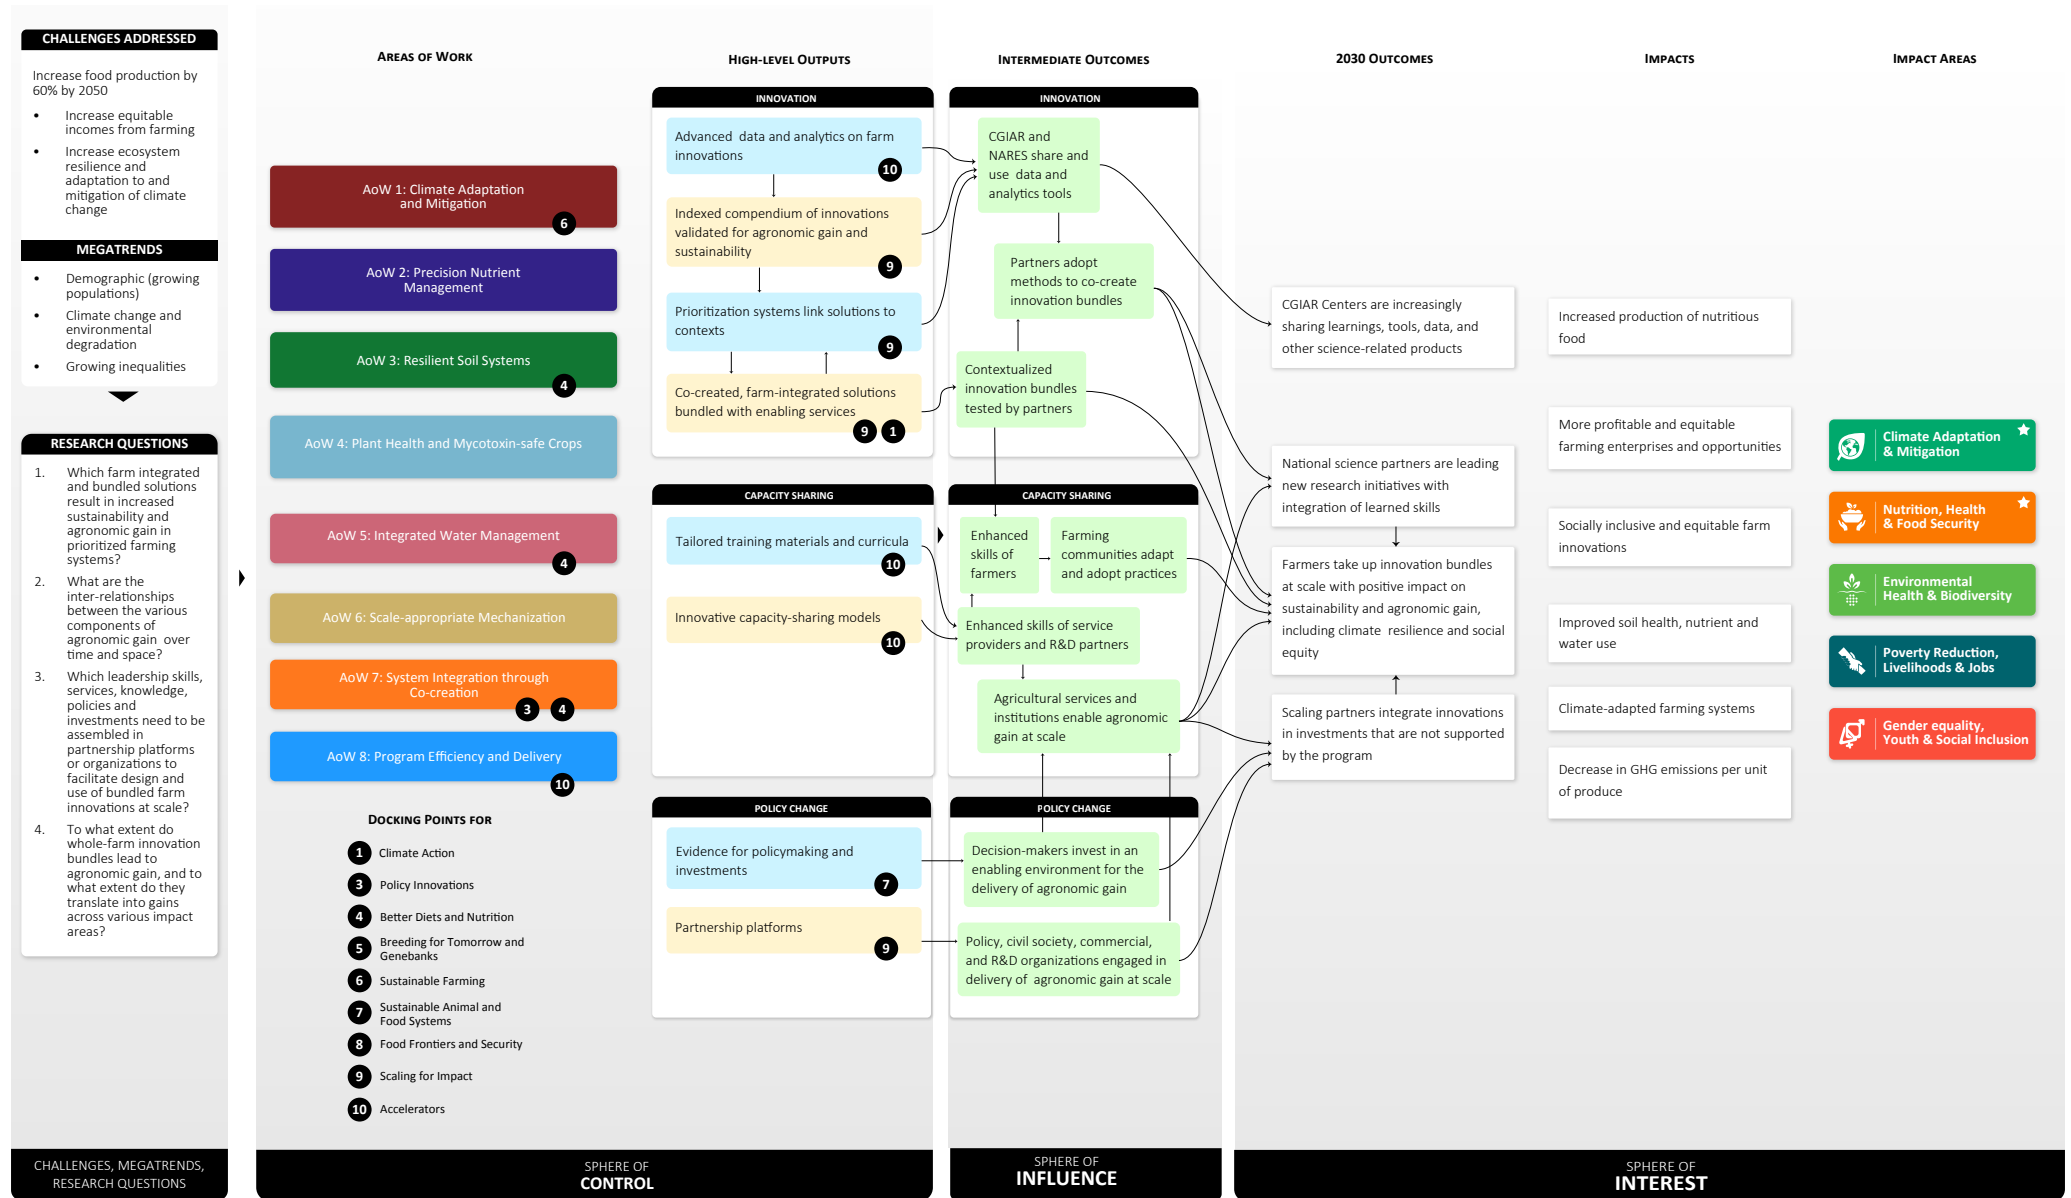 CHALLENGES ADDRESSED
Increase food production by
60% by 2050
• Increase equitable
incomes from farming
• Increase ecosystem
resilience and
adaptation to and
mitigation of climate
change
MEGATRENDS
• Demographic (growing
populations)
• Climate change and
environmental
degradation
• Growing inequalities
RESEARCH QUESTIONS
1. Which farm integrated
and bundled solutions
result in increased
sustainability and
agronomic gain in
prioritized farming
systems?
2. What are the
inter-relationships
between the various
components of
agronomic gain over
time and space?
3. Which leadership skills,
services, knowledge,
policies and
investments need to be
assembled in
partnership platforms
or organizations to
facilitate design and
use of bundled farm
innovations at scale?
4. To what extent do
whole-farm innovation
bundles lead to
agronomic gain, and to
what extent do they
translate into gains
across various impact
areas?
CHALLENGES, MEGATRENDS,
RESEARCH QUESTIONS
AREAS OF WORK
AoW 1: Climate Adaptation
and Mitigation
6
AoW 2: Precision Nutrient
Management
AoW 3: Resilient Soil Systems
4
AoW 4: Plant Health and Mycotoxin-safe Crops
AoW 5: Integrated Water Management
4
AoW 6: Scale-appropriate Mechanization
AoW 7: System Integration through
Co-creation
3 4
AoW 8: Program Efficiency and Delivery
10
DOCKING POINTS FOR
1 Climate Action
3 Policy Innovations
4 Better Diets and Nutrition
5 Breeding for Tomorrow and
Genebanks
6 Sustainable Farming
7 Sustainable Animal and
Food Systems
8 Food Frontiers and Security
9 Scaling for Impact
10 Accelerators
HIGH-LEVEL OUTPUTS
INNOVATION
Advanced data and analytics on farm
innovations
10
Indexed compendium of innovations
validated for agronomic gain and
sustainability
9
Prioritization systems link solutions to
contexts
9
Co-created, farm-integrated solutions
bundled with enabling services
9 1
CAPACITY SHARING
Tailored training materials and curricula
10
Innovative capacity-sharing models
10
POLICY CHANGE
Evidence for policymaking and
investments
7
Partnership platforms
9
SPHERE OF
CONTROL
INTERMEDIATE OUTCOMES
INNOVATION
CGIAR and
NARES share and
use data and
analytics tools
Partners adopt
methods to co-create
innovation bundles
Contextualized
innovation bundles
tested by partners
CAPACITY SHARING
Enhanced
skills of
farmers
Farming
communities adapt
and adopt practices
Enhanced skills of service
providers and R&D partners
Agricultural services and
institutions enable agronomic
gain at scale
POLICY CHANGE
Decision-makers invest in an
enabling environment for the
delivery of agronomic gain
Policy, civil society, commercial,
and R&D organizations engaged in
delivery of agronomic gain at scale
SPHERE OF
INFLUENCE
2030 OUTCOMES
CGIAR Centers are increasingly
sharing learnings, tools, data, and
other science-related products
National science partners are leading
new research initiatives with
integration of learned skills
Farmers take up innovation bundles
at scale with positive impact on
sustainability and agronomic gain,
including climate resilience and social
equity
Scaling partners integrate innovations
in investments that are not supported
by the program
IMPACTS
Increased production of nutritious
food
More profitable and equitable
farming enterprises and opportunities
Socially inclusive and equitable farm
innovations
Improved soil health, nutrient and
water use
Climate-adapted farming systems
Decrease in GHG emissions per unit
of produce
IMPACT AREAS
Climate Adaptation
& Mitigation
Nutrition, Health
& Food Security
Environmental
Health & Biodiversity
Poverty Reduction,
Livelihoods & Jobs
Gender equality,
Youth & Social Inclusion
SPHERE OF
INTEREST